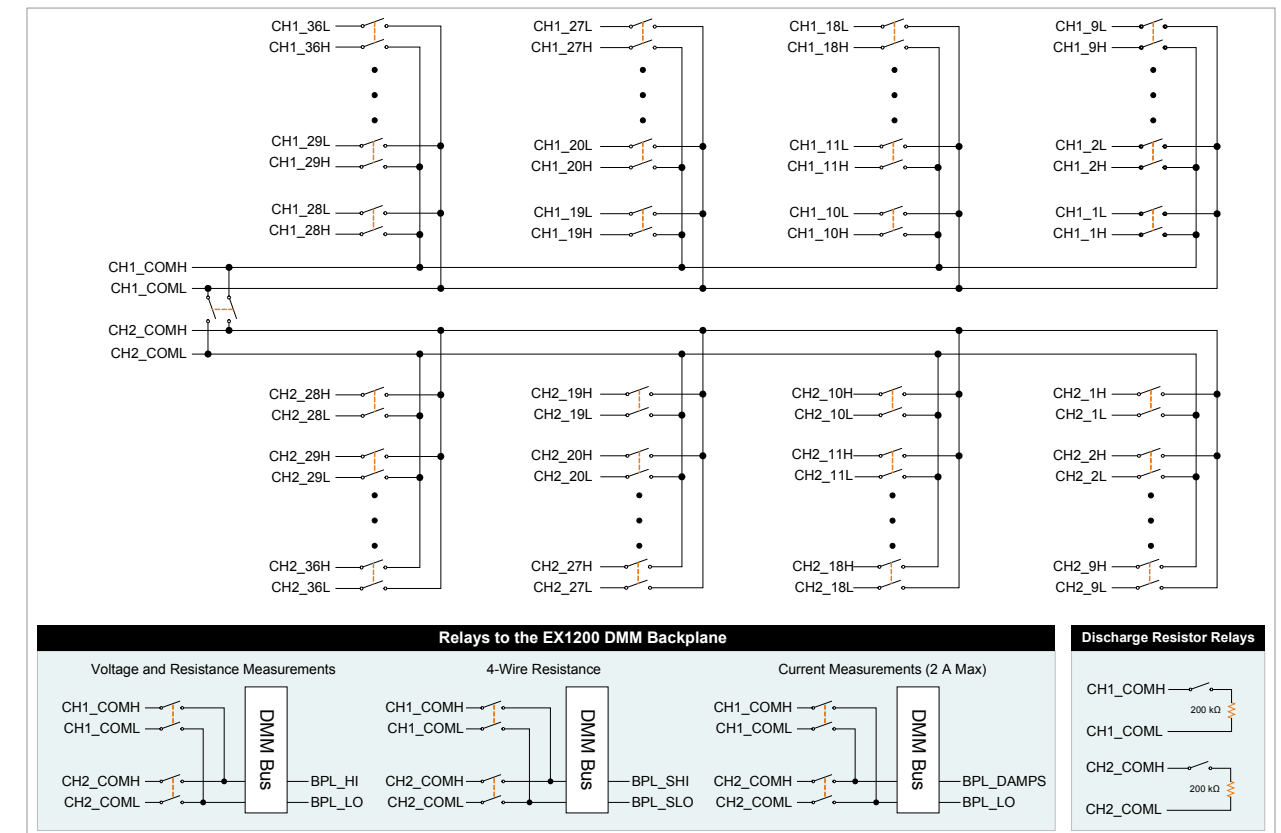 CH1_36L CH1_27L CH1_18L CH1_9L
CH1_36H CH1_27H CH1_18H CH1_9H
CH1_29L CH1_20L CH1_11L CH1_2L
CH1_29H CH1_20H CH1_11H CH1_2H
CH1_28L CH1_19L CH1_10L CH1_1L
CH1_28H CH1_19H CH1_10H CH1_1H
CH1_COMH
CH1_COML
CH2_COMH
CH2_COML
CH2_28H CH2_19H CH2_10H CH2_1H
CH2_28L CH2_19L CH2_10L CH2_1L
CH2_29H CH2_20H CH2_11H CH2_2H
CH2_29L CH2_20L CH2_11L CH2_2L
CH2_36H CH2_27H CH2_18H CH2_9H
CH2_36L CH2_27L CH2_18L CH2_9L
Relays to the EX1200 DMM Backplane
Voltage and Resistance Measurements
CH1_COMH
CH1_COML
CH2_COMH
CH2_COML
DMM Bus
BPL_HI
BPL_LO
4-Wire Resistance
CH1_COMH
CH1_COML
CH2_COMH
CH2_COML
DMM Bus
BPL_SHI
BPL_SLO
Current Measurements (2 A Max)
CH1_COMH
CH1_COML
CH2_COMH
CH2_COML
DMM Bus
BPL_DAMPS
BPL_LO
Discharge Resistor Relays
CH1_COMH
200 kΩ
CH1_COML
CH2_COMH
200 kΩ
CH2_COML